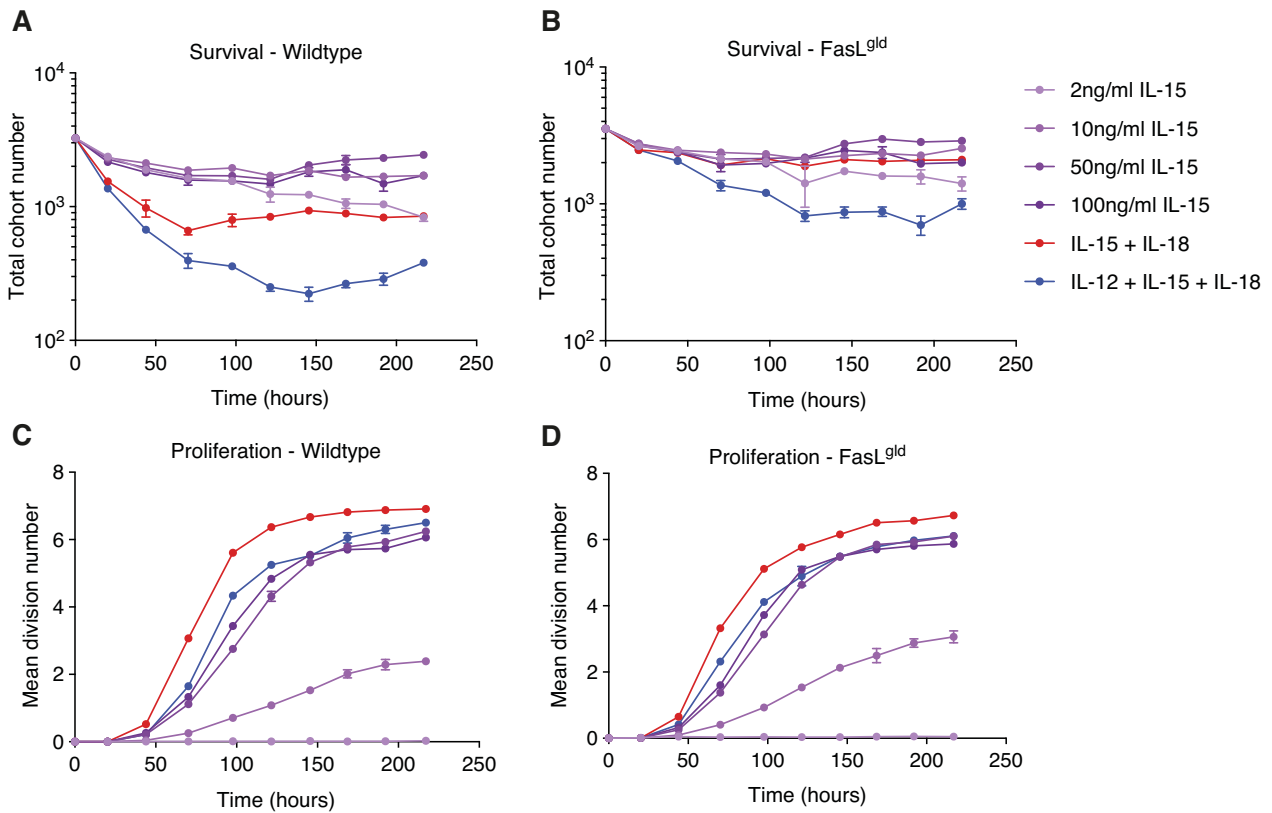 A
Survival - Wildtype
Total cohort number
10^4
10^3
10^2
0 50 100 150 200 250
Time (hours)
B
Survival - FasL^gld
Total cohort number
10^4
10^3
10^2
0 50 100 150 200 250
Time (hours)
2ng/ml IL-15
10ng/ml IL-15
50ng/ml IL-15
100ng/ml IL-15
IL-15 + IL-18
IL-12 + IL-15 + IL-18
C
Proliferation - Wildtype
Mean division number
8
6
4
2
0
0 50 100 150 200 250
Time (hours)
D
Proliferation - FasL^gld
Mean division number
8
6
4
2
0
0 50 100 150 200 250
Time (hours)